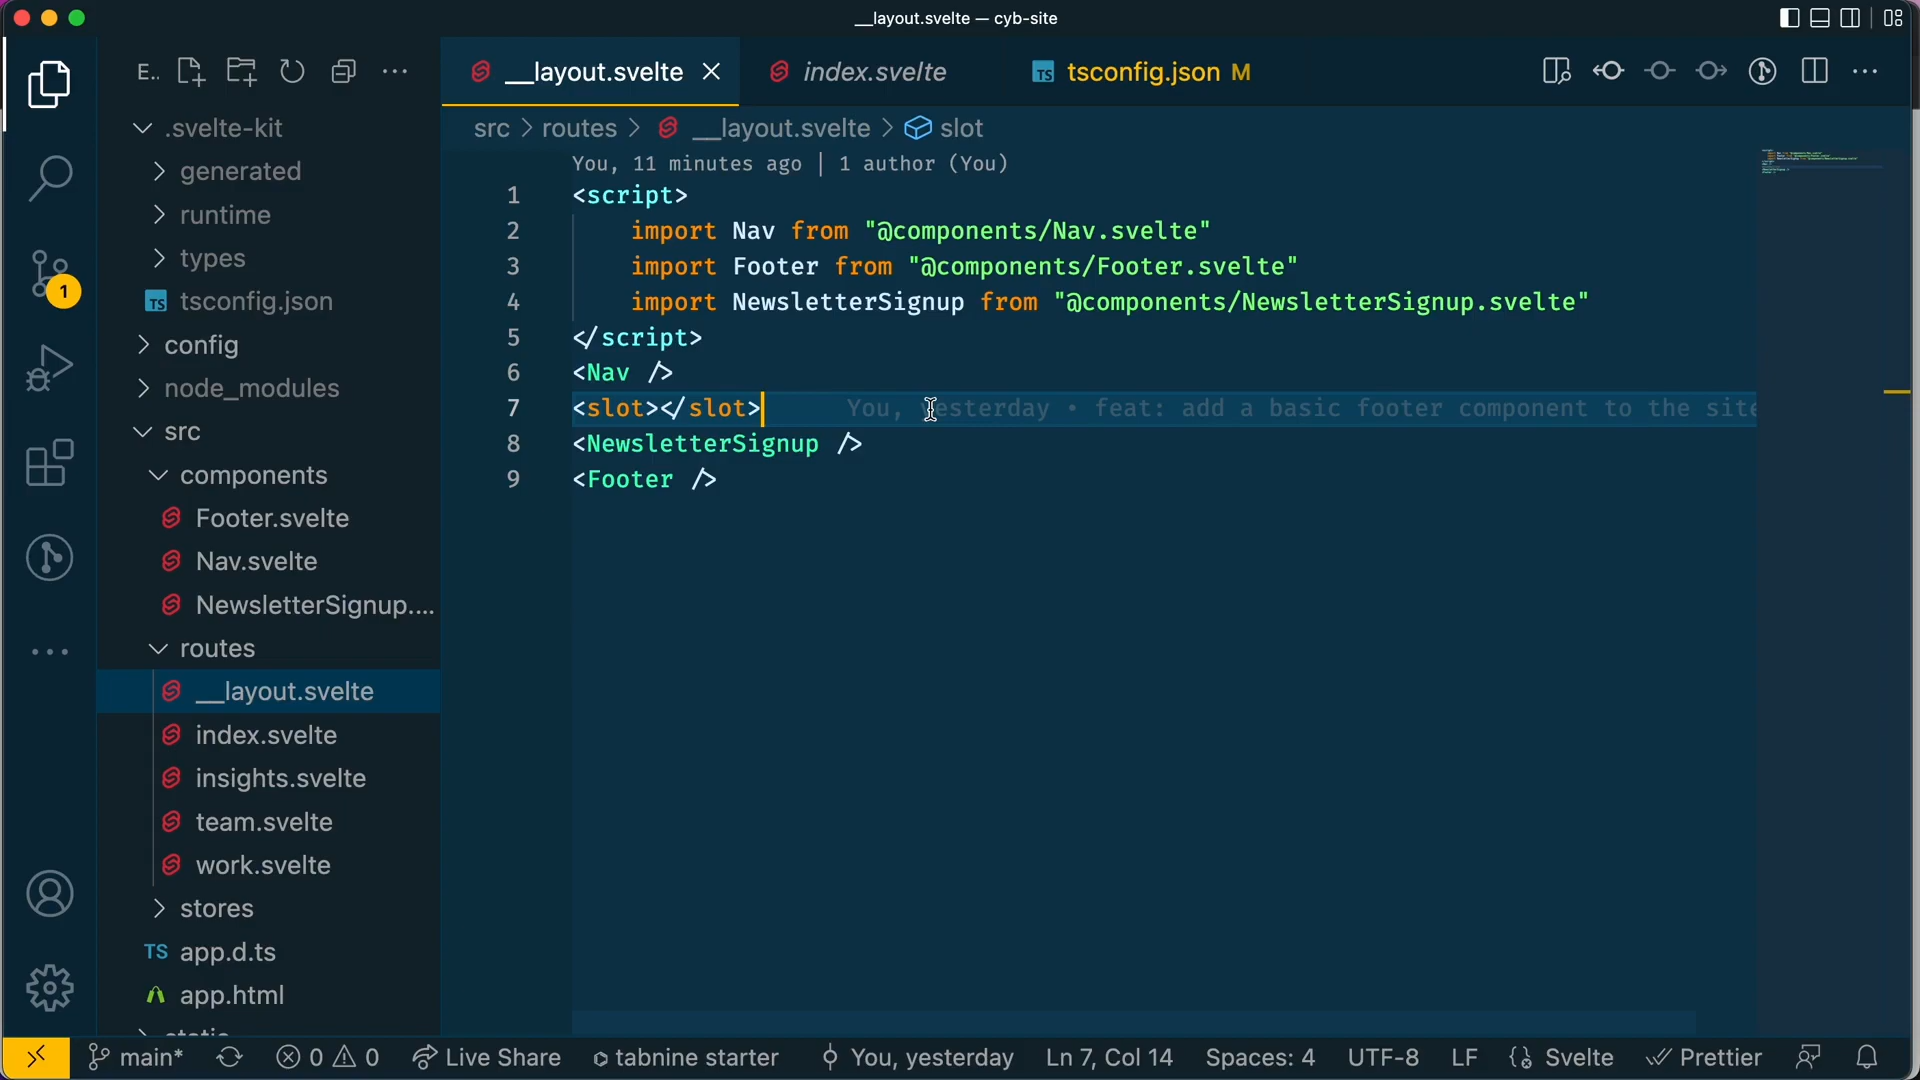 __layout.svelte — cyb-site
E..
__layout.svelte
index.svelte
TS tsconfig.json M
src > routes > __layout.svelte > slot
.svelte-kit
generated
runtime
types
TS tsconfig.json
config
node_modules
src
components
Footer.svelte
Nav.svelte
NewsletterSignup....
routes
__layout.svelte
index.svelte
insights.svelte
team.svelte
work.svelte
stores
TS app.d.ts
app.html
1
You, 11 minutes ago | 1 author (You)
1 <script>
2 import Nav from "@components/Nav.svelte"
3 import Footer from "@components/Footer.svelte"
4 import NewsletterSignup from "@components/NewsletterSignup.svelte"
5 </script>
6 <Nav />
7 <slot></slot> You, yesterday • feat: add a basic footer component to the site
8 <NewsletterSignup />
9 <Footer />
main* 0 0 Live Share tabnine starter You, yesterday Ln 7, Col 14 Spaces: 4 UTF-8 LF Svelte Prettier